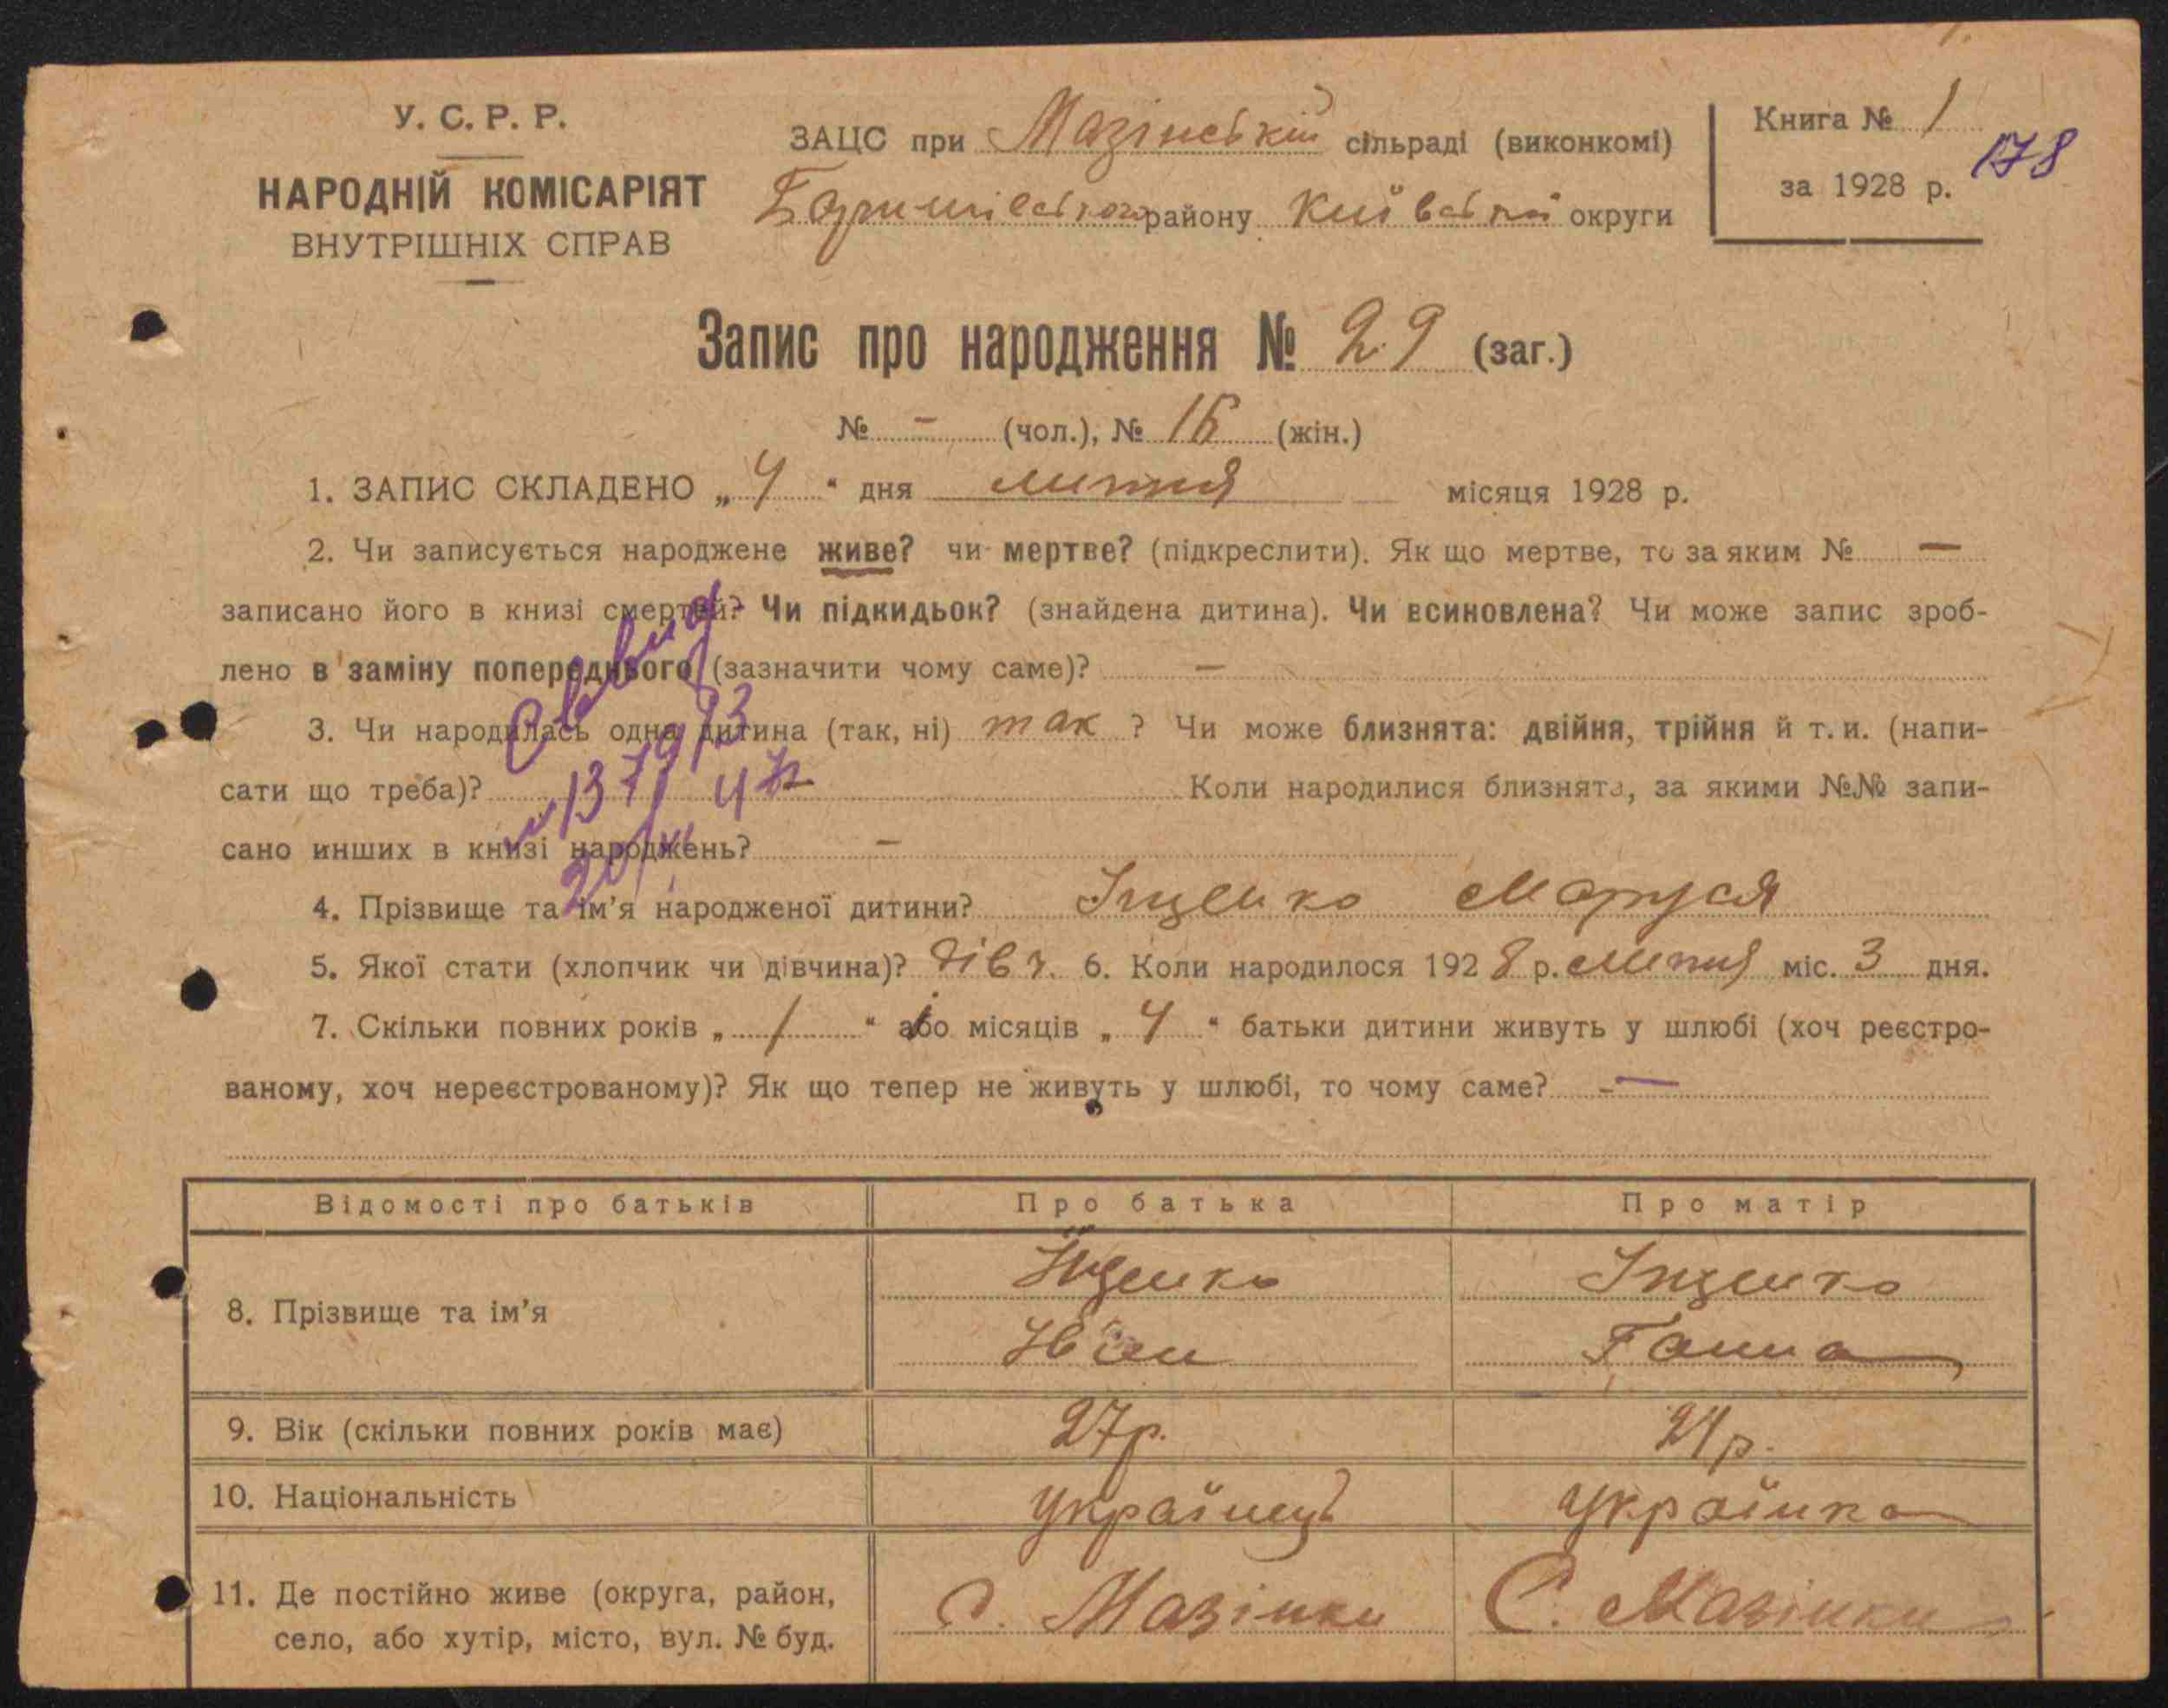 У. С. Р. Р.
НАРОДНІЙ КОМІСАРІЯТ
ВНУТРІШНІХ СПРАВ
ЗАЦС при Мазінській сільраді (виконкомі)
Баришівського району Київської округи
Книга № 1
за 1928 р.
178
Запис про народження № 29 (заг.)
№ – (чол.), № 16 (жін.)
1. ЗАПИС СКЛАДЕНО „ 4 “ дня липня місяця 1928 р.
2. Чи записується народжене живе? чи мертве? (підкреслити). Як що мертве, то за яким № —
записано його в книзі смертей? Чи підкидьок? (знайдена дитина). Чи всиновлена? Чи може запис зроб-
лено в заміну попереднього (зазначити чому саме)? —
3. Чи народилась одна дитина (так, ні) так ? Чи може близнята: двійня, трійня й т. и. (напи-
сати що треба)? Коли народилися близнята, за якими №№ запи-
сано инших в книзі народжень? –
4. Прізвище та ім’я народженої дитини? Іщенко Маруся
5. Якої стати (хлопчик чи дівчина)? дівч. 6. Коли народилося 1928 р. липня міс. 3 дня.
7. Скільки повних років „ 1 “ або місяців „ 4 “ батьки дитини живуть у шлюбі (хоч реєстро-
ваному, хоч нереєстрованому)? Як що тепер не живуть у шлюбі, то чому саме? —
Відомості про батьків Про батька Про матір
8. Прізвище та ім’я
Іщенко Іщенко
Іван Ганна
9. Вік (скільки повних років має) 27р. 21р.
10. Національність українець українка
11. Де постійно живе (округа, район,
село, або хутір, місто, вул. № буд.
С. Мазінки С. Мазінки